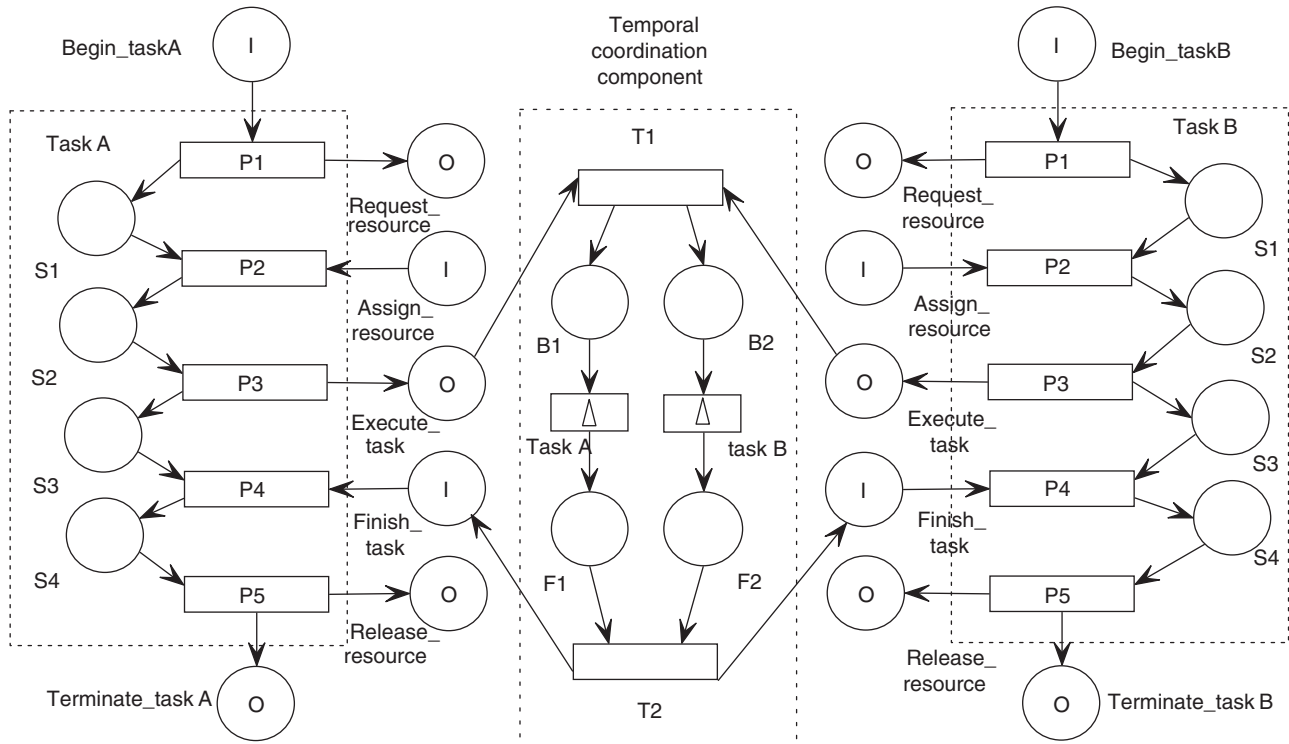 Begin_taskA
I
Temporal
coordination
component
I
Begin_taskB
Task A
P1
O
Request_
resource
S1
P2
I
Assign_
resource
S2
P3
O
Execute_
task
S3
P4
I
Finish_
task
S4
P5
O
Release_
resource
Terminate_task A
O
T1
B1
B2
Task A
task B
F1
F2
T2
Task B
O
P1
Request_
resource
S1
I
P2
Assign_
resource
S2
O
P3
Execute_
task
S3
I
P4
Finish_
task
S4
O
P5
Release_
resource
O
Terminate_task B